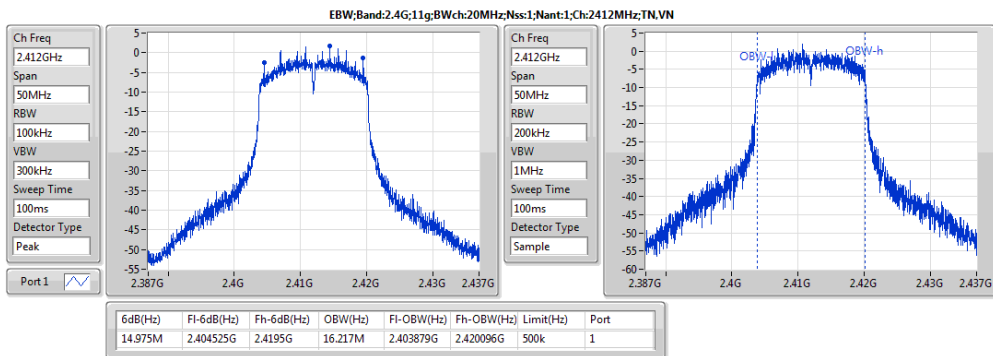 EBW;Band:2.4G;11g;BWch:20MHz;Nss:1;Nant:1;Ch:2412MHz;TN,VN
Ch Freq
2.412GHz
Span
50MHz
RBW
100kHz
VBW
300kHz
Sweep Time
100ms
Detector Type
Peak
Port 1
5
0
-5
-10
-15
-20
-25
-30
-35
-40
-45
-50
-55
2.387G 2.4G 2.41G 2.42G 2.43G 2.437G
Ch Freq
2.412GHz
Span
50MHz
RBW
200kHz
VBW
1MHz
Sweep Time
100ms
Detector Type
Sample
5
0
-5
-10
-15
-20
-25
-30
-35
-40
-45
-50
-55
-60
OBW-l OBW-h
2.387G 2.4G 2.41G 2.42G 2.43G 2.437G
6dB(Hz) Fl-6dB(Hz) Fh-6dB(Hz) OBW(Hz) Fl-OBW(Hz) Fh-OBW(Hz) Limit(Hz) Port
14.975M 2.404525G 2.4195G 16.217M 2.403879G 2.420096G 500k 1